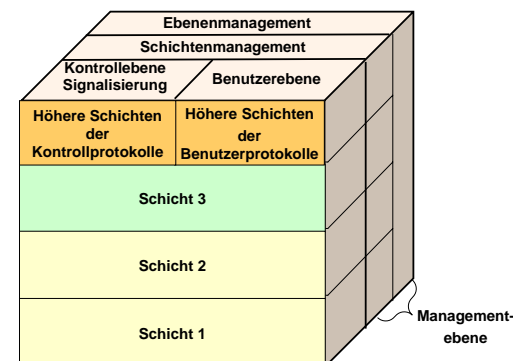 Ebenenmanagement
Schichtenmanagement
Kontrollebene
Signalisierung
Benutzerebene
Höhere Schichten
der
Kontrollprotokolle
Höhere Schichten
der
Benutzerprotokolle
Schicht 3
Schicht 2
Schicht 1
Management-
ebene